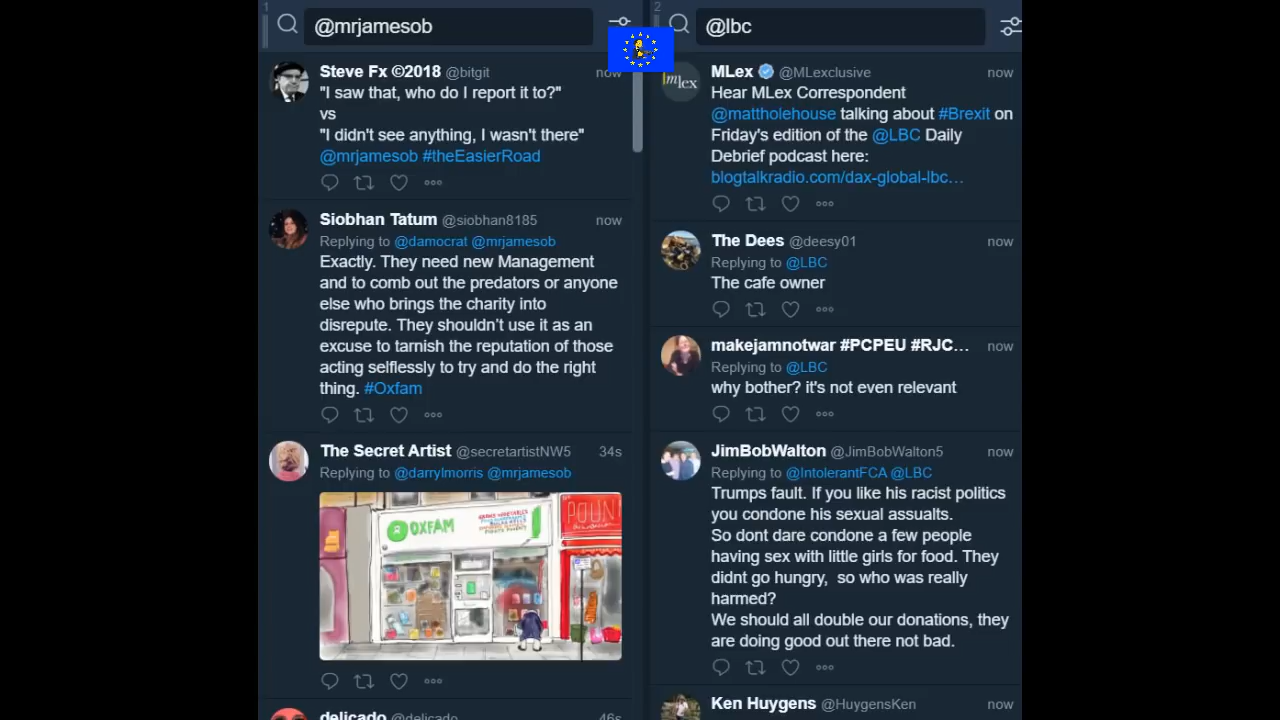 1
@mrjamesob
Steve Fx ©2018 @bitgit now
"I saw that, who do I report it to?"
vs
"I didn't see anything, I wasn't there"
@mrjamesob #theEasierRoad
Siobhan Tatum @siobhan8185 now
Replying to @damocrat @mrjamesob
Exactly. They need new Management
and to comb out the predators or anyone
else who brings the charity into
disrepute. They shouldn’t use it as an
excuse to tarnish the reputation of those
acting selflessly to try and do the right
thing. #Oxfam
The Secret Artist @secretartistNW5 34s
Replying to @darrylmorris @mrjamesob
OXFAM
POUN
delicado @delicado 46s
2
@lbc
mlex
MLex @MLexclusive now
Hear MLex Correspondent
@mattholehouse talking about #Brexit on
Friday's edition of the @LBC Daily
Debrief podcast here:
blogtalkradio.com/dax-global-lbc…
The Dees @deesy01 now
Replying to @LBC
The cafe owner
makejamnotwar #PCPEU #RJC… now
Replying to @LBC
why bother? it's not even relevant
JimBobWalton @JimBobWalton5 now
Replying to @IntolerantFCA @LBC
Trumps fault. If you like his racist politics
you condone his sexual assualts.
So dont dare condone a few people
having sex with little girls for food. They
didnt go hungry, so who was really
harmed?
We should all double our donations, they
are doing good out there not bad.
Ken Huygens @HuygensKen now